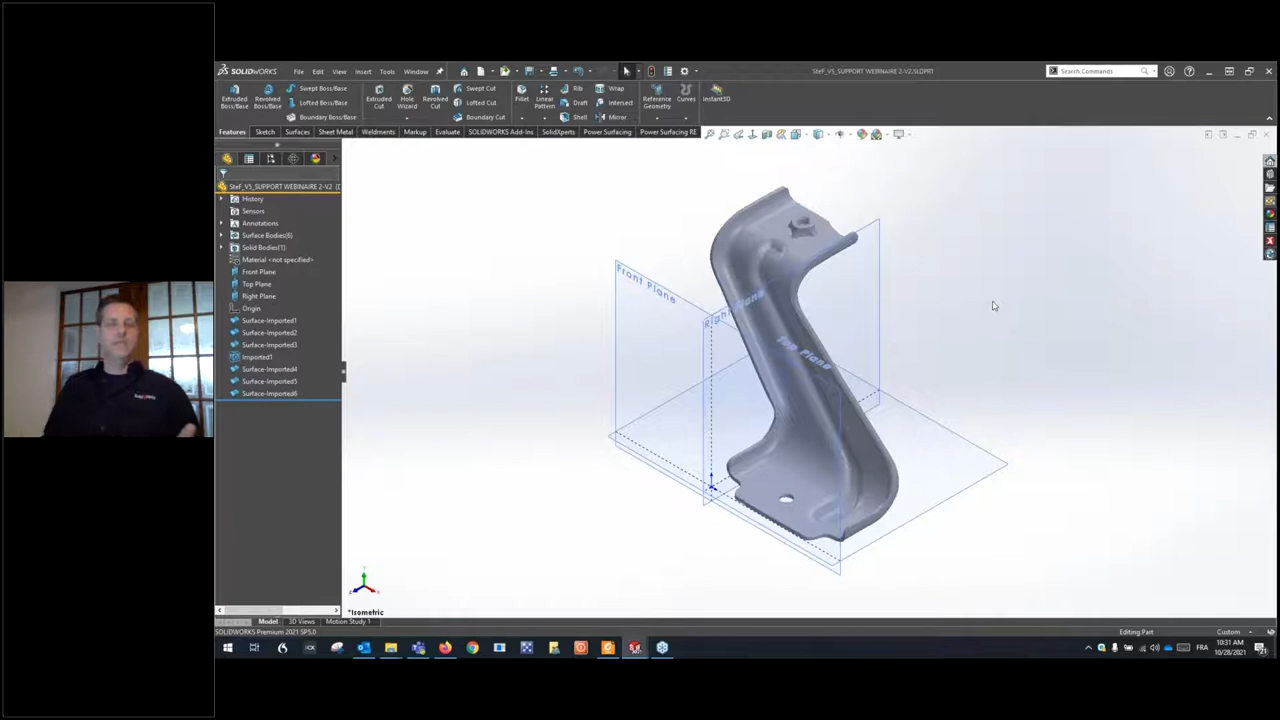 SOLIDWORKS File Edit View Insert Tools Window SteF_V5_SUPPORT WEBINAIRE 2-V2.SLDPRT Search Commands
Extruded Boss/Base Revolved Boss/Base Swept Boss/Base Lofted Boss/Base Boundary Boss/Base Extruded Cut Hole Wizard Revolved Cut Swept Cut Lofted Cut Boundary Cut Fillet Linear Pattern Rib Draft Shell Wrap Intersect Mirror Reference Geometry Curves Instant3D
Features Sketch Surfaces Sheet Metal Weldments Markup Evaluate SOLIDWORKS Add-Ins SolidXperts Power Surfacing Power Surfacing RE
SteF_V5_SUPPORT WEBINAIRE 2-V2 (D
History
Sensors
Annotations
Surface Bodies(6)
Solid Bodies(1)
Material <not specified>
Front Plane
Top Plane
Right Plane
Origin
Surface-Imported1
Surface-Imported2
Surface-Imported3
Imported1
Surface-Imported4
Surface-Imported5
Surface-Imported6
Front Plane
Right Plane
Top Plane
*Isometric
Model 3D Views Motion Study 1
SOLIDWORKS Premium 2021 SP5.0 Editing Part Custom
FRA 10:31 AM
10/28/2021